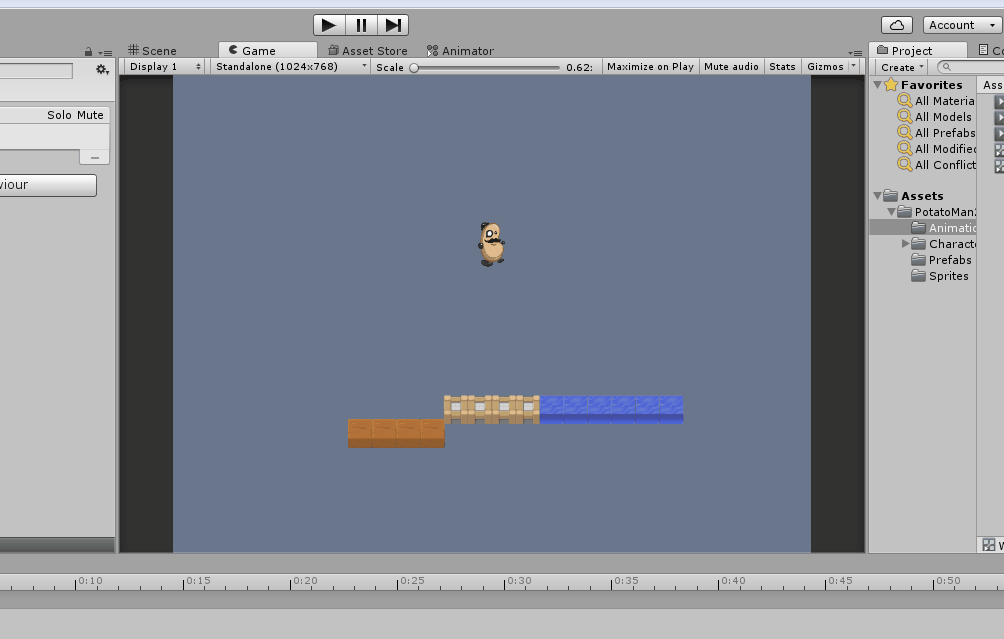 Account
Scene
Game
Asset Store
Animator
Project
Co
Display 1
Standalone (1024x768)
Scale
0.62:
Maximize on Play
Mute audio
Stats
Gizmos
Create
Favorites
Ass
All Materia
All Models
All Prefabs
All Modified
All Conflict
Solo Mute
viour
Assets
PotatoMan2
Animatic
Characte
Prefabs
Sprites
W
0:10
0:15
0:20
0:25
0:30
0:35
0:40
0:45
0:50